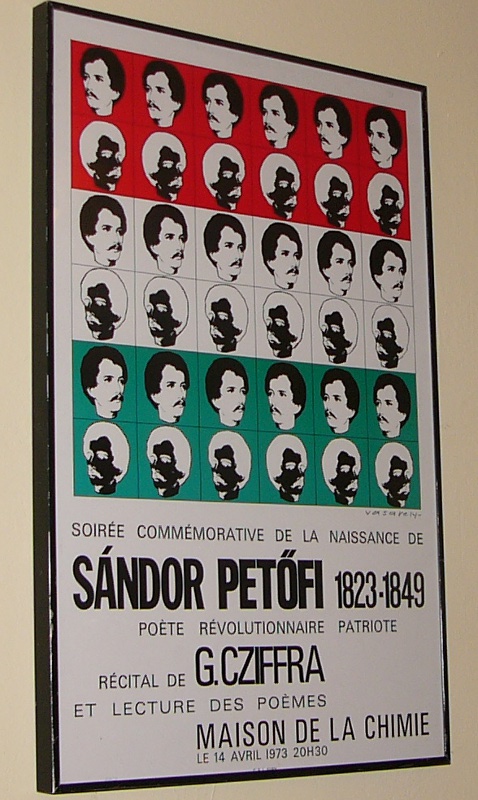 vasarely-
SOIRÉE COMMÉMORATIVE DE LA NAISSANCE DE
SÁNDOR PETŐFI 1823-1849
POÈTE RÉVOLUTIONNAIRE PATRIOTE
RÉCITAL DE G.CZIFFRA
ET LECTURE DES POÈMES
MAISON DE LA CHIMIE
LE 14 AVRIL 1973 20H30